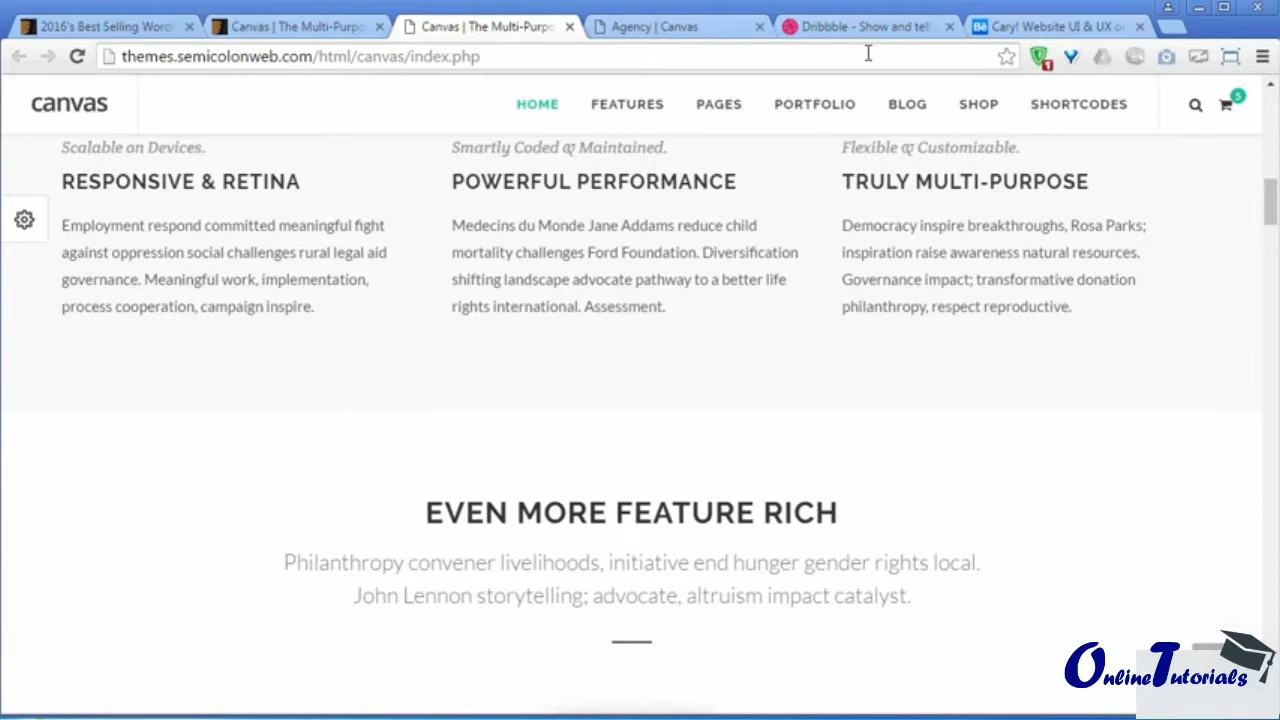 2016's Best Selling Word
Canvas | The Multi-Purpo
Canvas | The Multi-Purpo
Agency | Canvas
Dribbble - Show and tell
Bē Cary! Website UI & UX o
themes.semicolonweb.com/html/canvas/index.php
1
canvas
HOME FEATURES PAGES PORTFOLIO BLOG SHOP SHORTCODES
5
Scalable on Devices.
RESPONSIVE & RETINA
Employment respond committed meaningful fight
against oppression social challenges rural legal aid
governance. Meaningful work, implementation,
process cooperation, campaign inspire.
Smartly Coded & Maintained.
POWERFUL PERFORMANCE
Medecins du Monde Jane Addams reduce child
mortality challenges Ford Foundation. Diversification
shifting landscape advocate pathway to a better life
rights international. Assessment.
Flexible & Customizable.
TRULY MULTI-PURPOSE
Democracy inspire breakthroughs, Rosa Parks;
inspiration raise awareness natural resources.
Governance impact; transformative donation
philanthropy, respect reproductive.
EVEN MORE FEATURE RICH
Philanthropy convener livelihoods, initiative end hunger gender rights local.
John Lennon storytelling; advocate, altruism impact catalyst.
OnlineTutorials